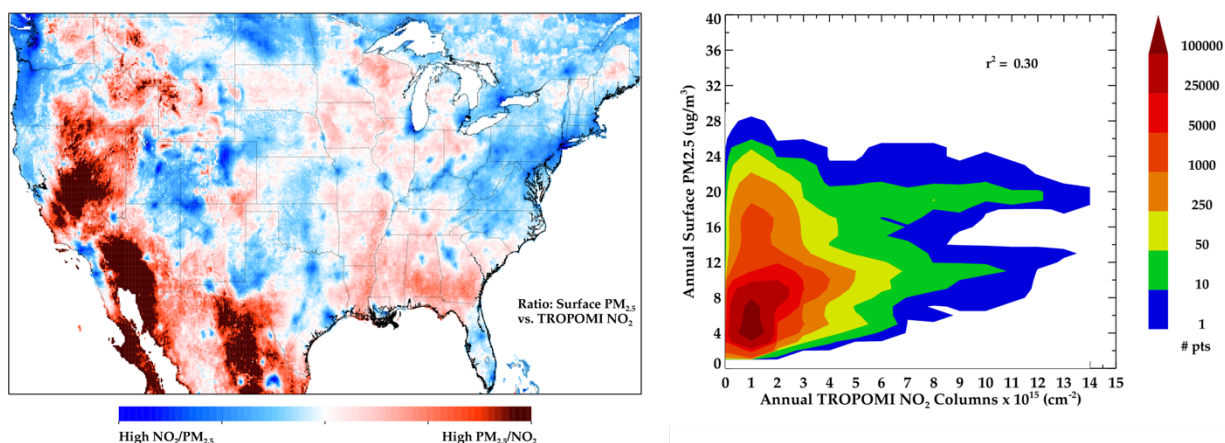 Ratio: Surface PM₂.₅
vs. TROPOMI NO₂
High NO₂/PM₂.₅
High PM₂.₅/NO₂
Annual Surface PM2.5 (ug/m³)
40
36
32
28
24
20
16
12
8
4
0
r² = 0.30
0 1 2 3 4 5 6 7 8 9 10 11 12 13 14 15
Annual TROPOMI NO₂ Columns x 10¹⁵ (cm⁻²)
100000
25000
5000
1000
250
50
10
1
# pts